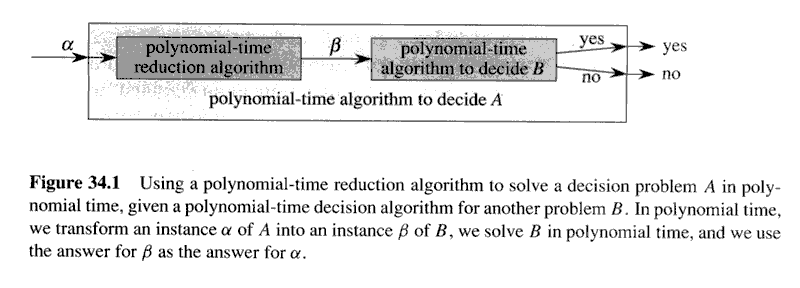 α
polynomial-time
reduction algorithm
β
polynomial-time
algorithm to decide B
yes
no
yes
no
polynomial-time algorithm to decide A
Figure 34.1 Using a polynomial-time reduction algorithm to solve a decision problem A in poly-
nomial time, given a polynomial-time decision algorithm for another problem B. In polynomial time,
we transform an instance α of A into an instance β of B, we solve B in polynomial time, and we use
the answer for β as the answer for α.